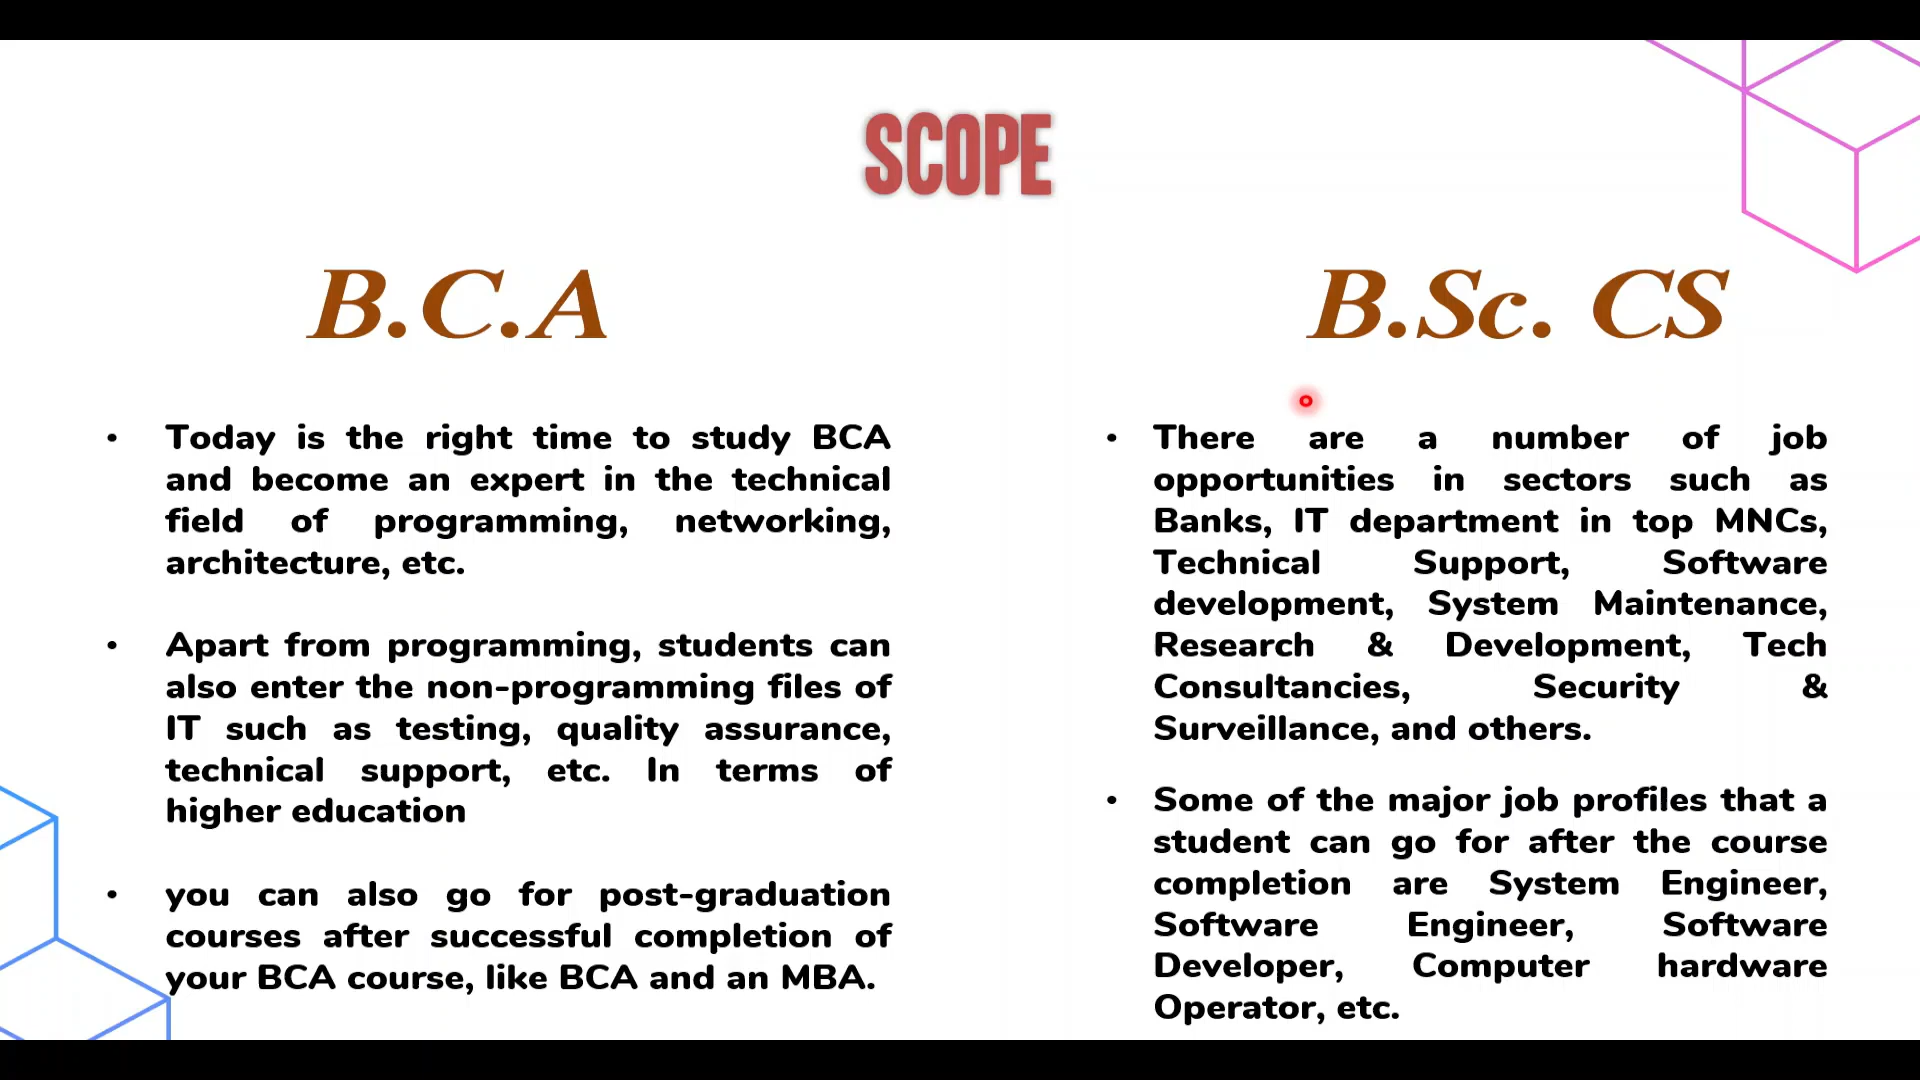 SCOPE
B.C.A
• Today is the right time to study BCA
and become an expert in the technical
field of programming, networking,
architecture, etc.
• Apart from programming, students can
also enter the non-programming files of
IT such as testing, quality assurance,
technical support, etc. In terms of
higher education
• you can also go for post-graduation
courses after successful completion of
your BCA course, like BCA and an MBA.
B.Sc. CS
• There are a number of job
opportunities in sectors such as
Banks, IT department in top MNCs,
Technical Support, Software
development, System Maintenance,
Research & Development, Tech
Consultancies, Security &
Surveillance, and others.
• Some of the major job profiles that a
student can go for after the course
completion are System Engineer,
Software Engineer, Software
Developer, Computer hardware
Operator, etc.